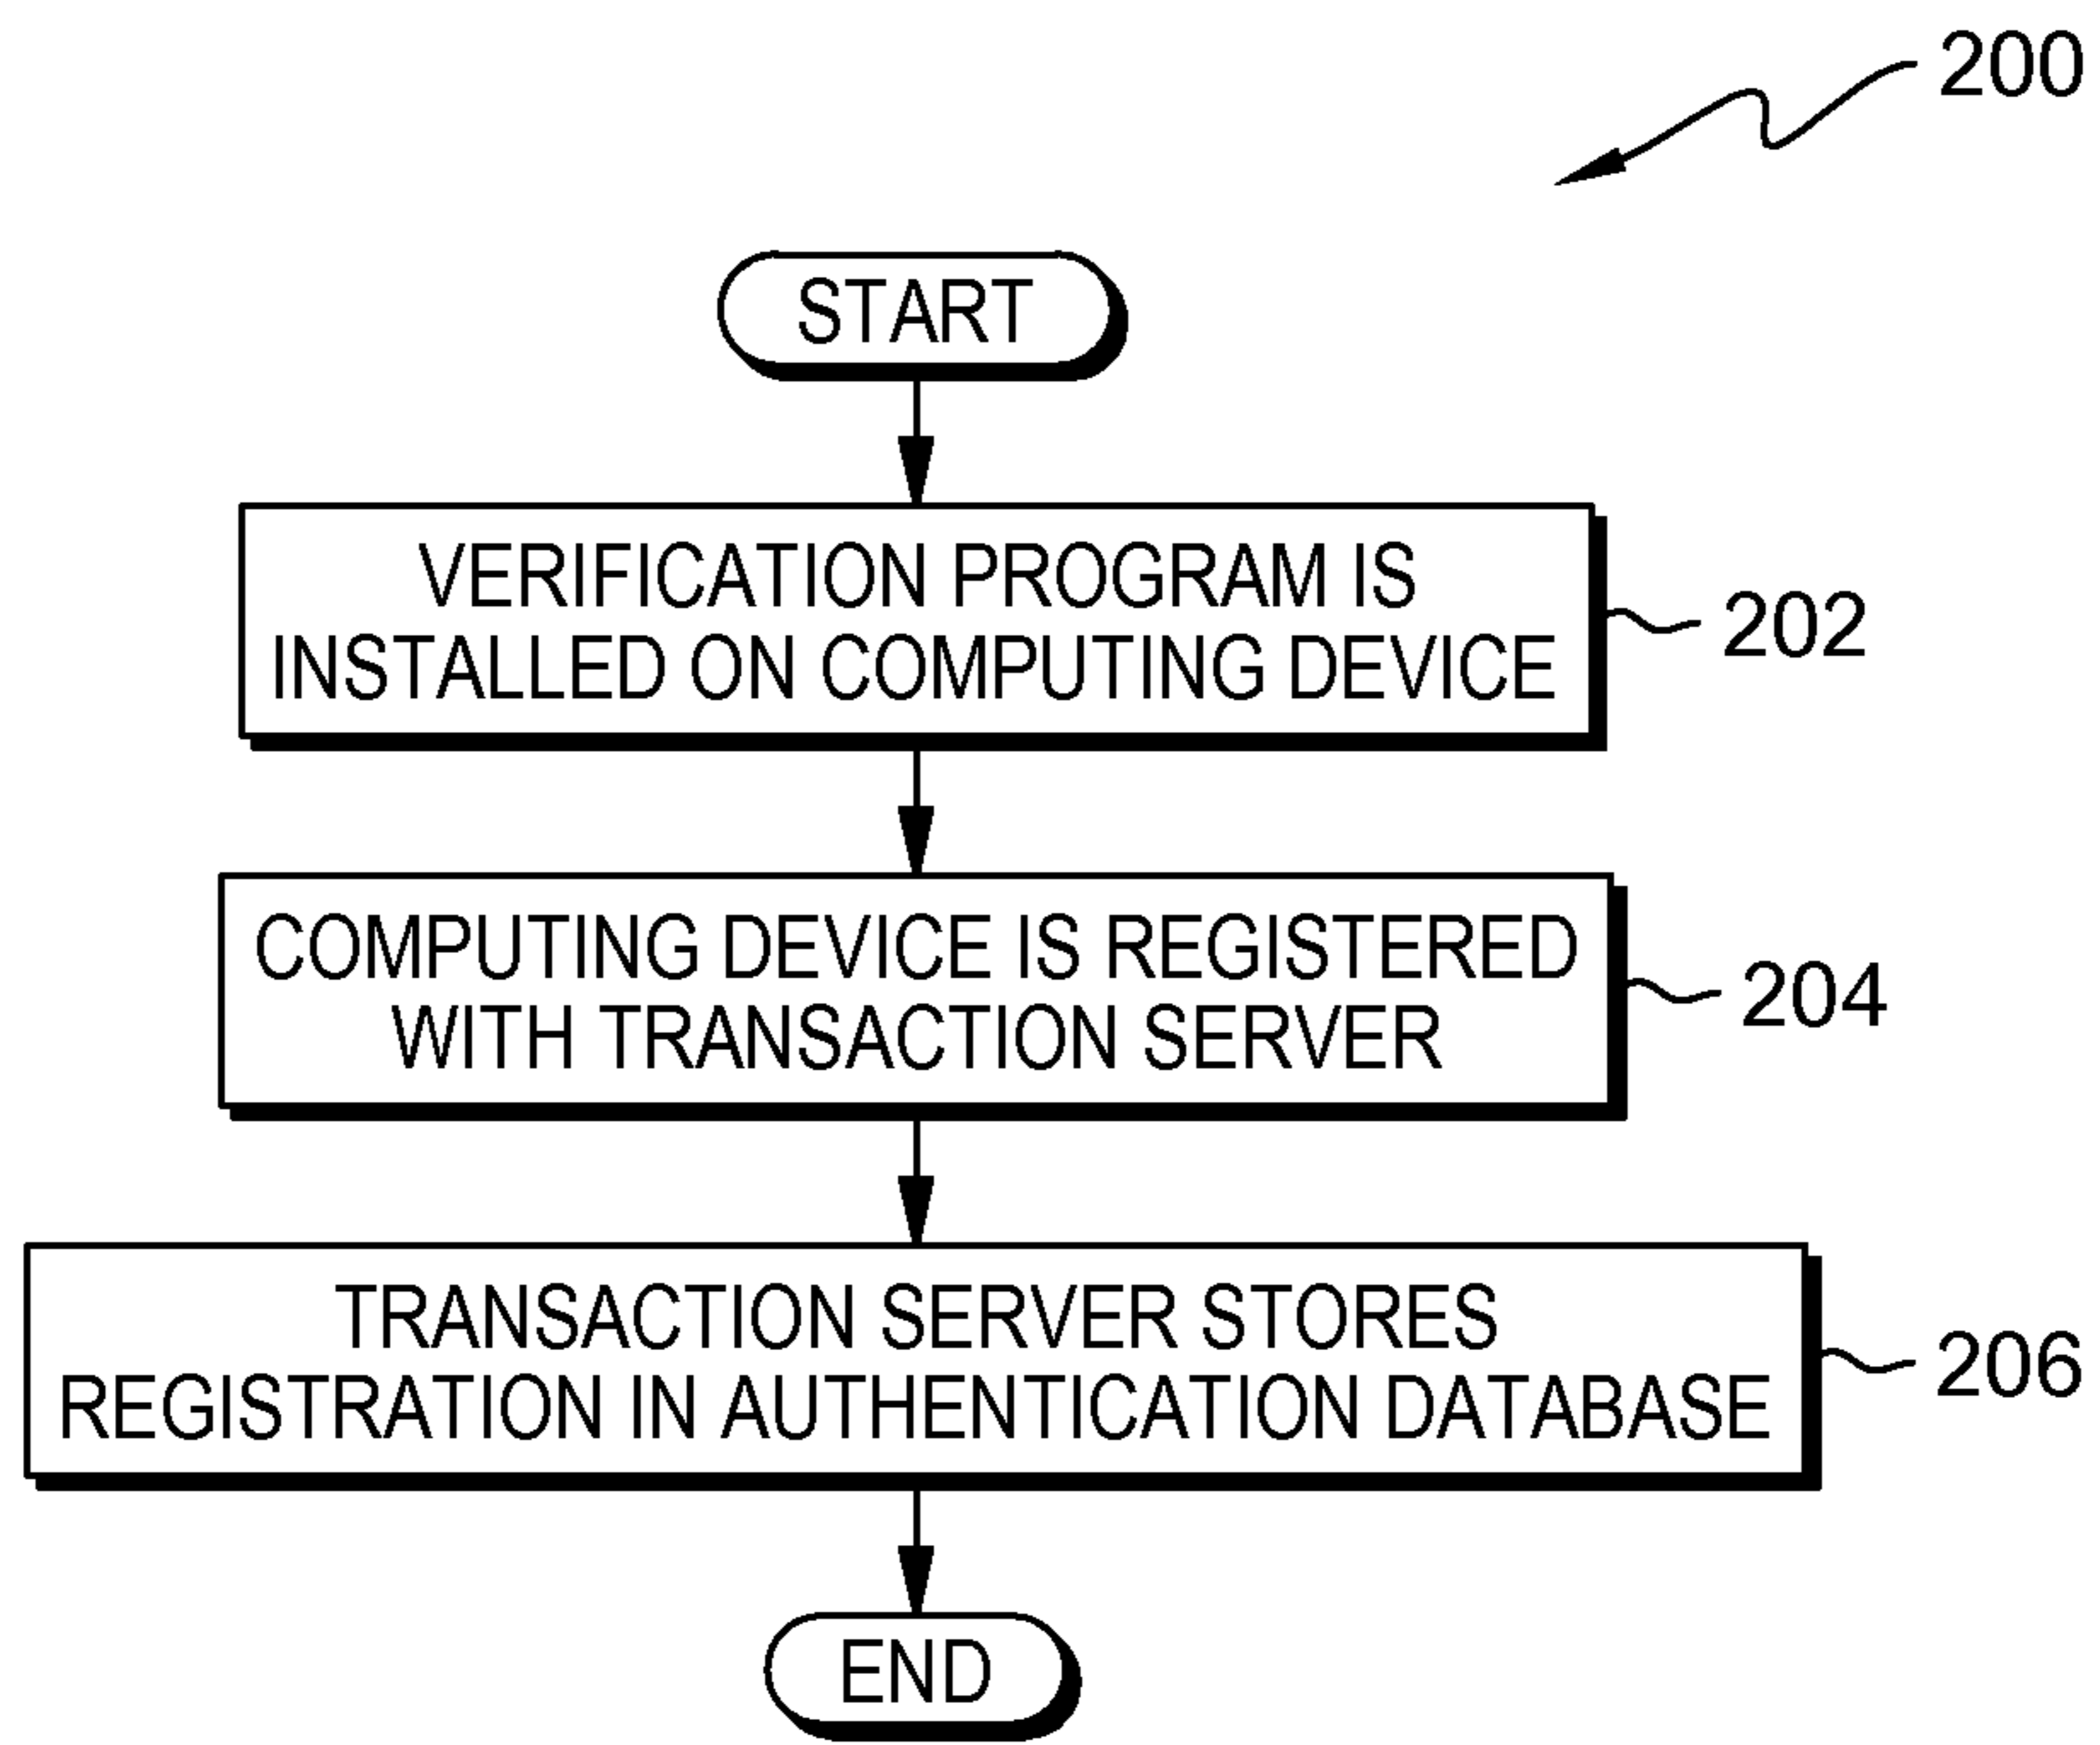 200
START
VERIFICATION PROGRAM IS
INSTALLED ON COMPUTING DEVICE
202
COMPUTING DEVICE IS REGISTERED
WITH TRANSACTION SERVER
204
TRANSACTION SERVER STORES
REGISTRATION IN AUTHENTICATION DATABASE
206
END